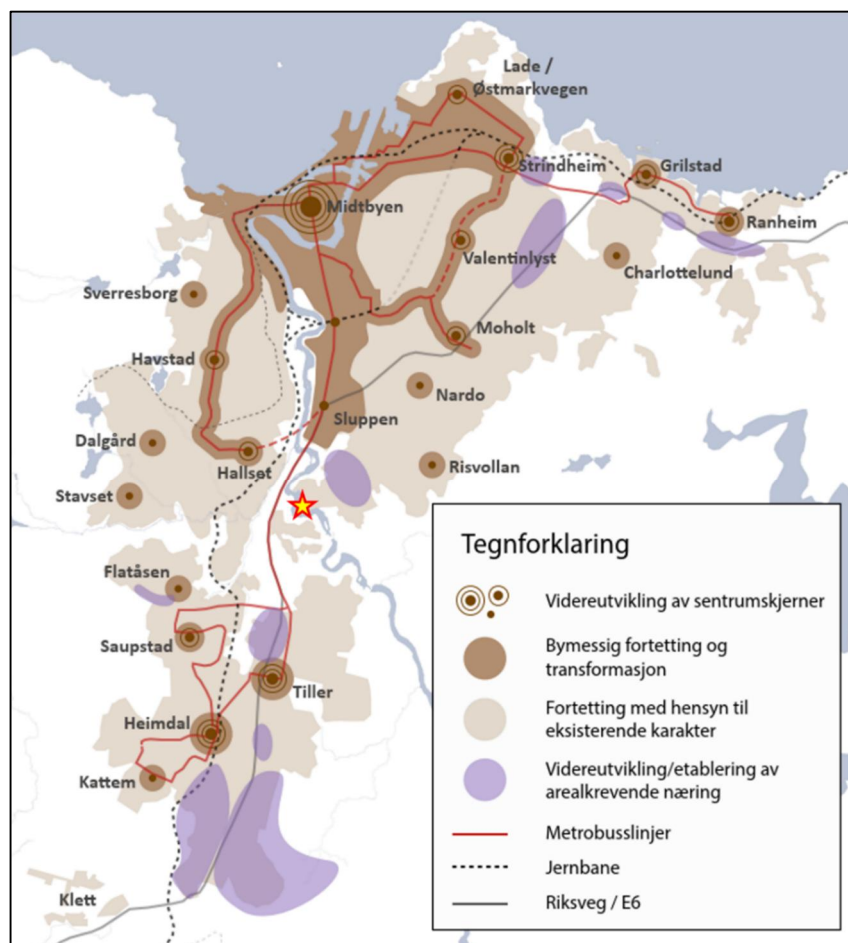 Lade /
Østmarkvegen
Strindheim
Grilstad
Midtbyen
Ranheim
Valentinlyst
Charlottelund
Sverresborg
Moholt
Havstad
Nardo
Sluppen
Dalgård
Hallset
Risvollan
Stavset
Flatåsen
Saupstad
Tiller
Heimdal
Kattem
Klett
Tegnforklaring
Videreutvikling av sentrumskjerner
Bymessig fortetting og
transformasjon
Fortetting med hensyn til
eksisterende karakter
Videreutvikling/etablering av
arealkrevende næring
Metrobusslinjer
Jernbane
Riksveg / E6